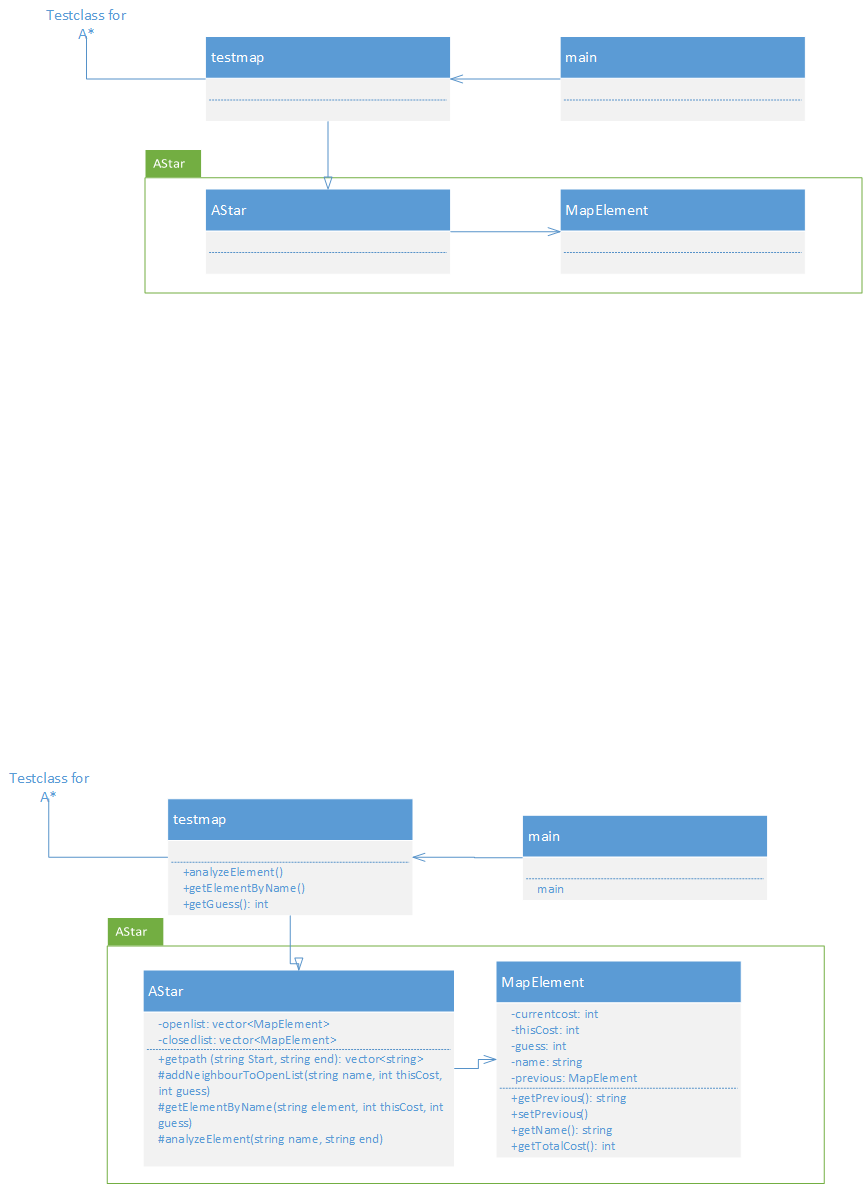 Testclass for
A*
testmap
main
AStar
AStar
MapElement
Testclass for
A*
testmap
+analyzeElement()
+getElementByName()
+getGuess(): int
main
main
AStar
AStar
-openlist: vector<MapElement>
-closedlist: vector<MapElement>
+getpath (string Start, string end): vector<string>
#addNeighbourToOpenList(string name, int thisCost,
int guess)
#getElementByName(string element, int thisCost, int
guess)
#analyzeElement(string name, string end)
MapElement
-currentcost: int
-thisCost: int
-guess: int
-name: string
-previous: MapElement
+getPrevious(): string
+setPrevious()
+getName(): string
+getTotalCost(): int